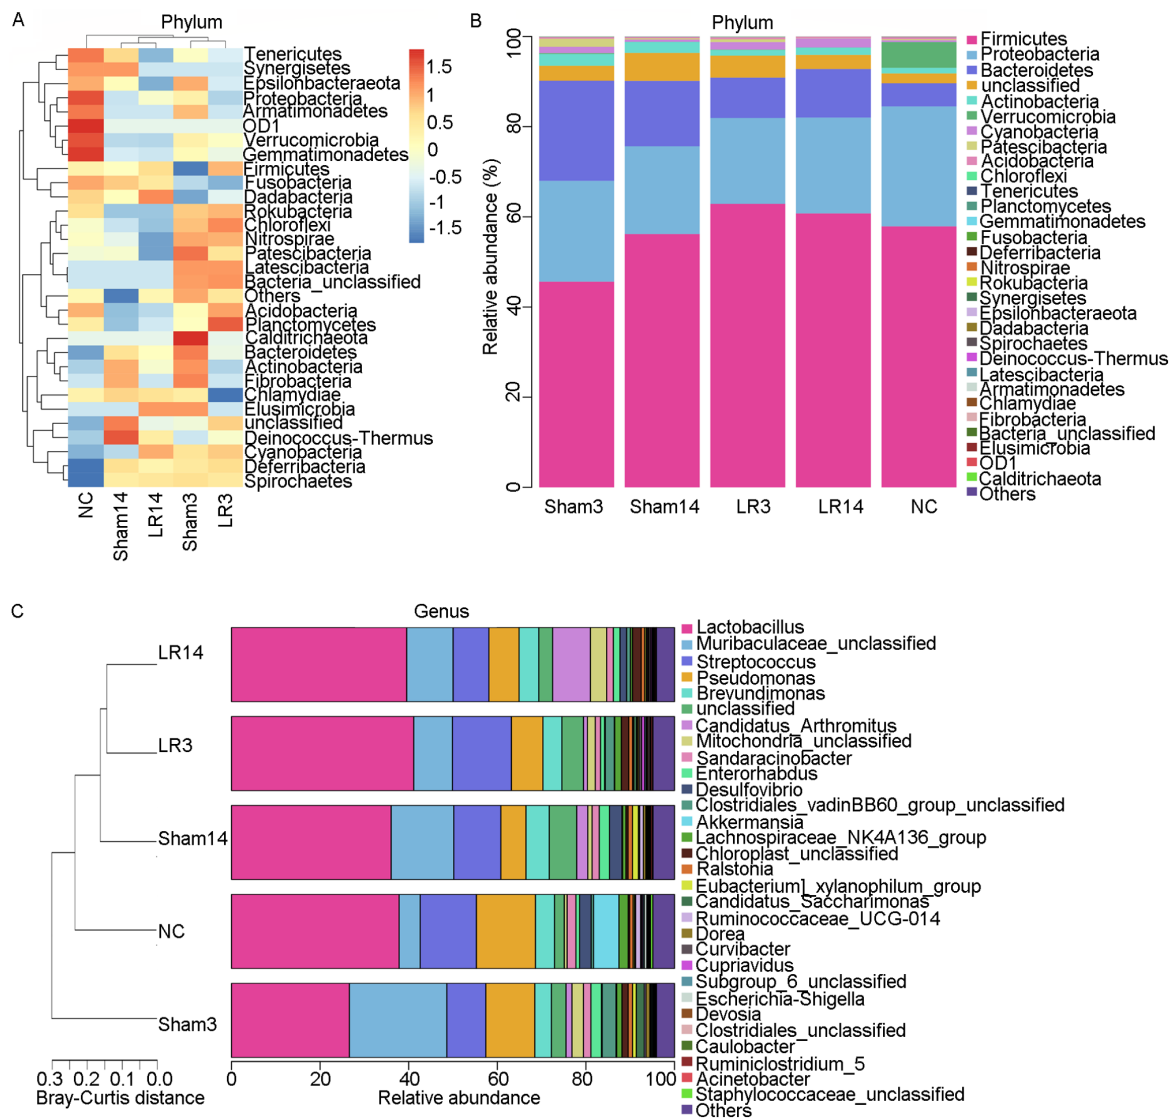 A
Phylum
Tenericutes
Synergisetes
Epsilonbacteraeota
Proteobacteria
Armatimonadetes
OD1
Verrucomicrobia
Gemmatimonadetes
Firmicutes
Fusobacteria
Dadabacteria
Rokubacteria
Chloroflexi
Nitrospirae
Patescibacteria
Latescibacteria
Bacteria_unclassified
Others
Acidobacteria
Planctomycetes
Calditrichaeota
Bacteroidetes
Actinobacteria
Fibrobacteria
Chlamydiae
Elusimicrobia
unclassified
Deinococcus-Thermus
Cyanobacteria
Deferribacteria
Spirochaetes
NC
Sham14
LR14
Sham3
LR3
1.5
1
0.5
0
-0.5
-1
-1.5
B
Phylum
Relative abundance (%)
100
80
60
40
20
0
Sham3
Sham14
LR3
LR14
NC
Firmicutes
Proteobacteria
Bacteroidetes
unclassified
Actinobacteria
Verrucomicrobia
Cyanobacteria
Patescibacteria
Acidobacteria
Chloroflexi
Tenericutes
Planctomycetes
Gemmatimonadetes
Fusobacteria
Deferribacteria
Nitrospirae
Rokubacteria
Synergisetes
Epsilonbacteraeota
Dadabacteria
Spirochaetes
Deinococcus-Thermus
Latescibacteria
Armatimonadetes
Chlamydiae
Fibrobacteria
Bacteria_unclassified
Elusimicrobia
OD1
Calditrichaeota
Others
C
Genus
LR14
LR3
Sham14
NC
Sham3
0.3 0.2 0.1 0.0
Bray-Curtis distance
0 20 40 60 80 100
Relative abundance
Lactobacillus
Muribaculaceae_unclassified
Streptococcus
Pseudomonas
Brevundimonas
unclassified
Candidatus_Arthromitus
Mitochondria_unclassified
Sandaracinobacter
Enterorhabdus
Desulfovibrio
Clostridiales_vadinBB60_group_unclassified
Akkermansia
Lachnospiraceae_NK4A136_group
Chloroplast_unclassified
Ralstonia
Eubacterium]_xylanophilum_group
Candidatus_Saccharimonas
Ruminococcaceae_UCG-014
Dorea
Curvibacter
Cupriavidus
Subgroup_6_unclassified
Escherichia-Shigella
Devosia
Clostridiales_unclassified
Caulobacter
Ruminiclostridium_5
Acinetobacter
Staphylococcaceae_unclassified
Others